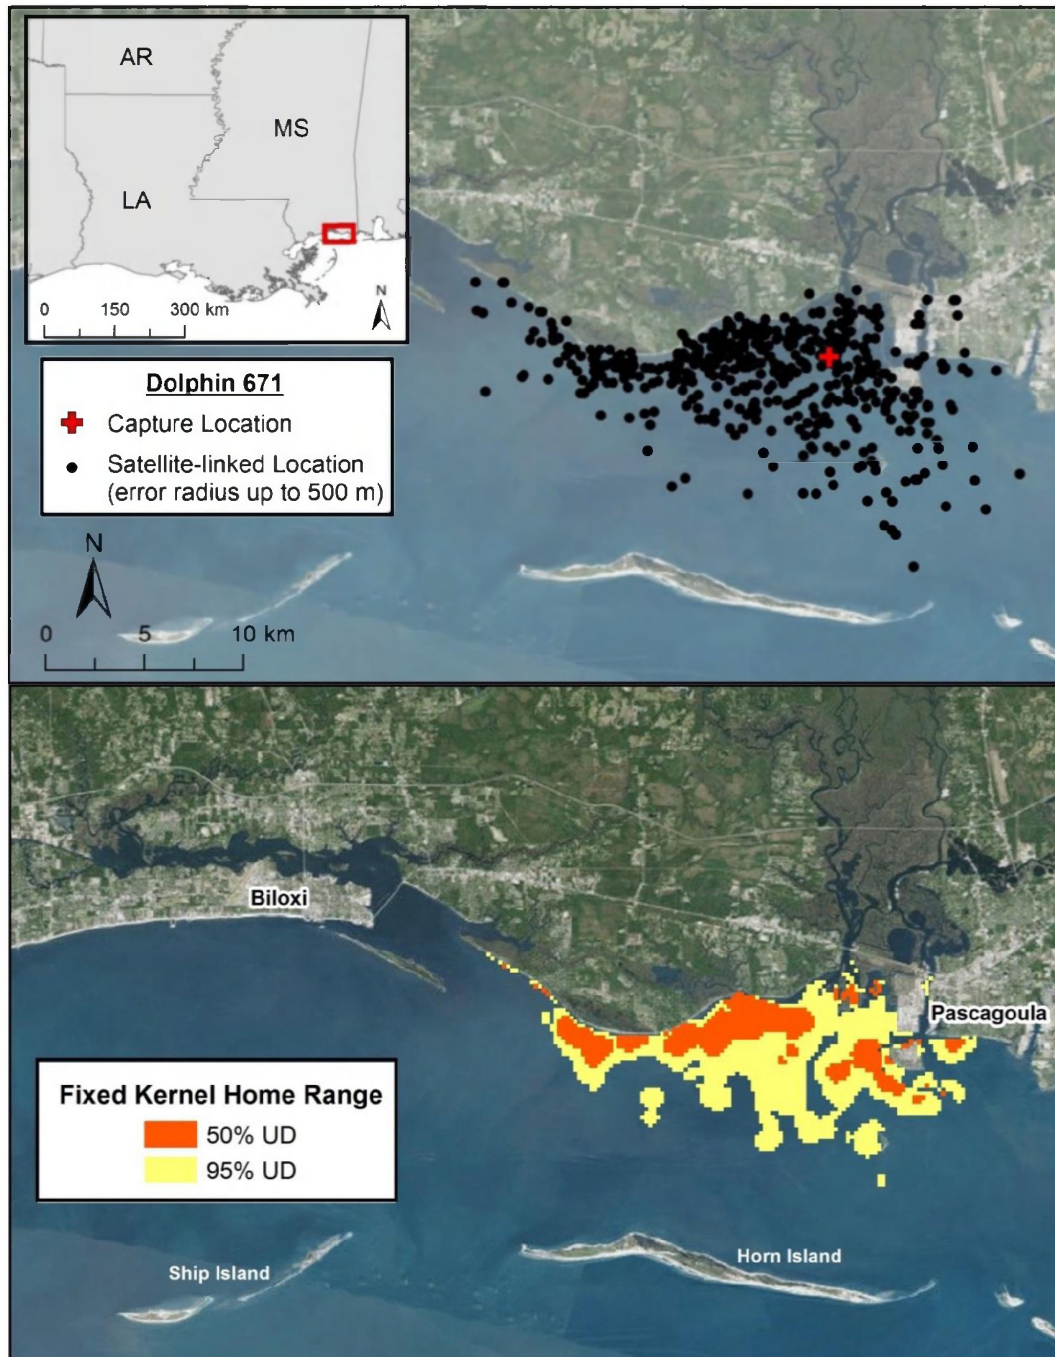 AR
MS
LA
N
0 150 300 km
Dolphin 671
Capture Location
Satellite-linked Location
(error radius up to 500 m)
N
0 5 10 km
Biloxi
Pascagoula
Fixed Kernel Home Range
50% UD
95% UD
Horn Island
Ship Island